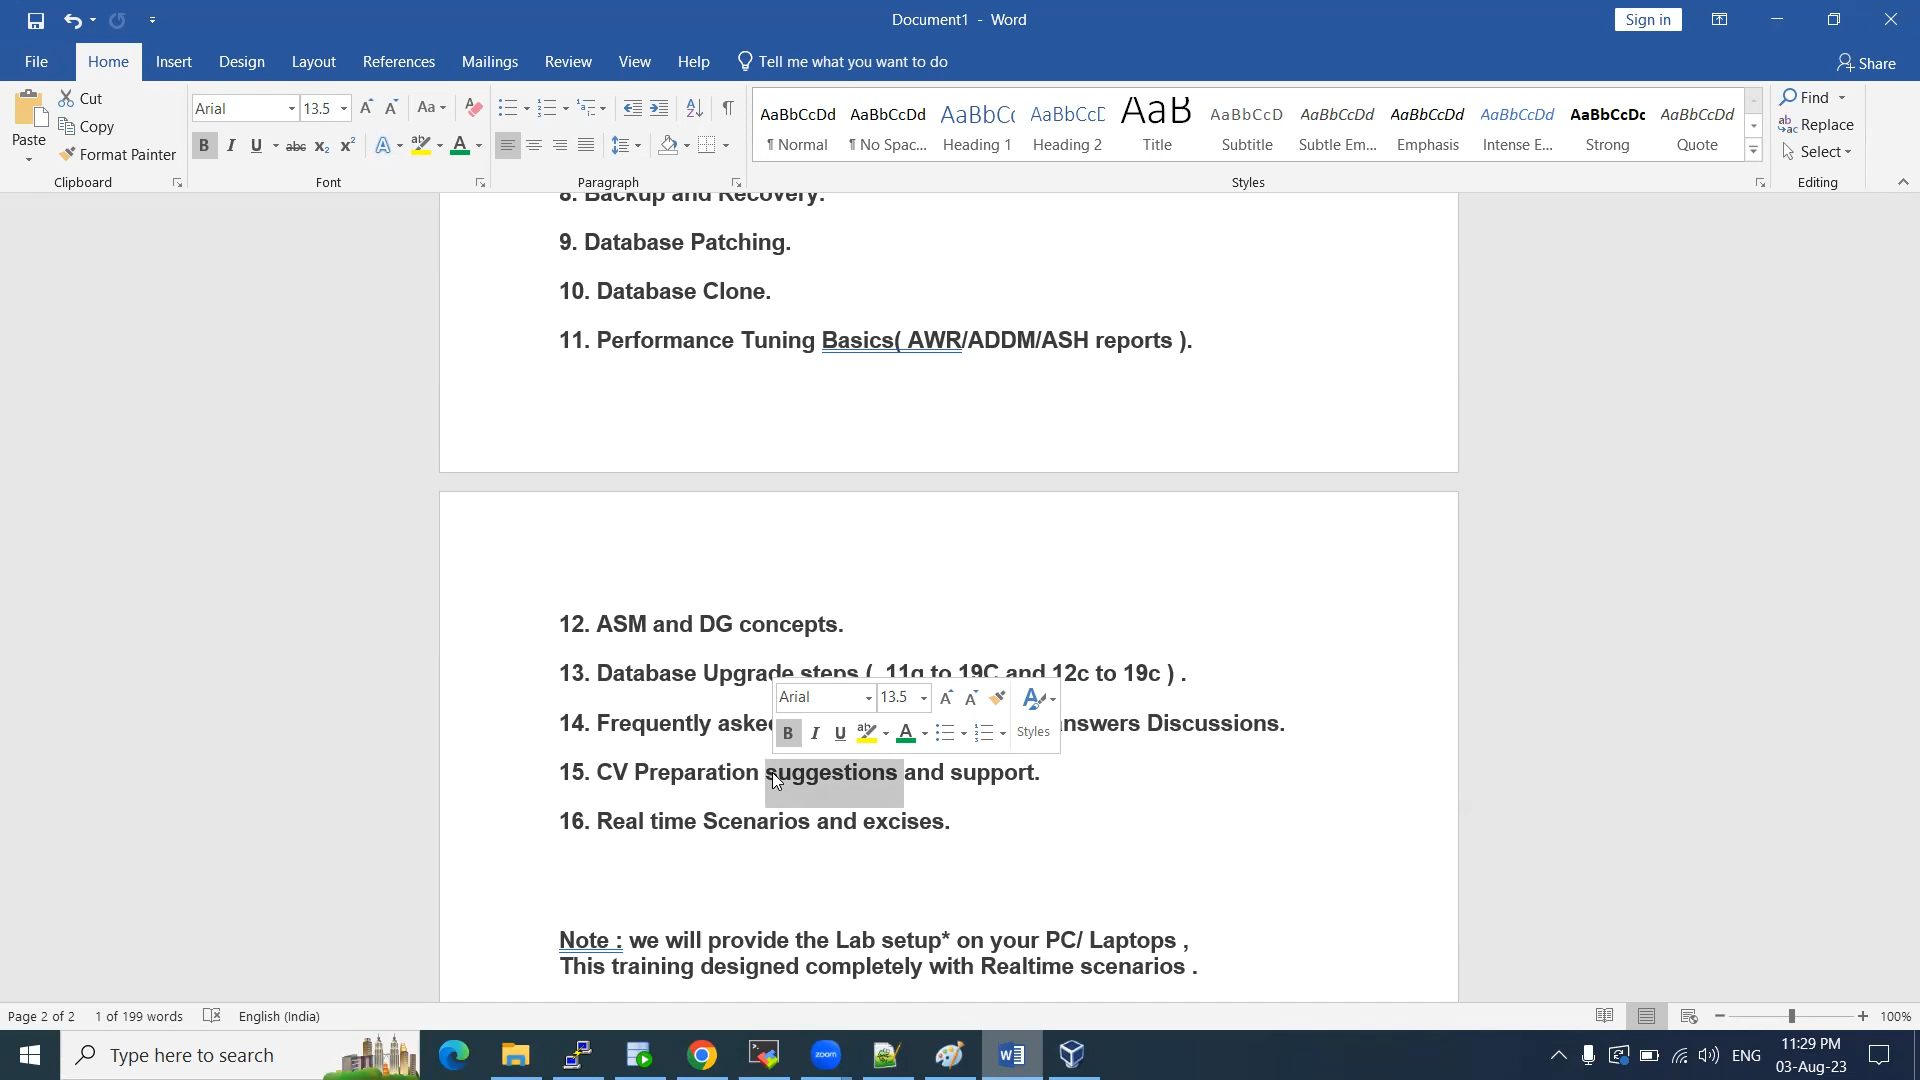 Document1 - Word
Sign in
File
Home
Insert
Design
Layout
References
Mailings
Review
View
Help
Tell me what you want to do
Share
Paste
Cut
Copy
Format Painter
Clipboard
Arial
13.5
Font
Paragraph
AaBbCcDd
¶ Normal
AaBbCcDd
¶ No Spac...
AaBbCc
Heading 1
AaBbCcD
Heading 2
AaB
Title
AaBbCcD
Subtitle
AaBbCcDd
Subtle Em...
AaBbCcDd
Emphasis
AaBbCcDd
Intense E...
AaBbCcDc
Strong
AaBbCcDd
Quote
Styles
Find
Replace
Select
Editing
8. Backup and Recovery.
9. Database Patching.
10. Database Clone.
11. Performance Tuning Basics( AWR/ADDM/ASH reports ).
12. ASM and DG concepts.
13. Database Upgrade steps ( 11g to 19C and 12c to 19c ) .
Arial
13.5
Styles
14. Frequently aske nswers Discussions.
15. CV Preparation suggestions and support.
16. Real time Scenarios and excises.
Note : we will provide the Lab setup* on your PC/ Laptops ,
This training designed completely with Realtime scenarios .
Page 2 of 2
1 of 199 words
English (India)
100%
Type here to search
zoom
ENG
11:29 PM
03-Aug-23